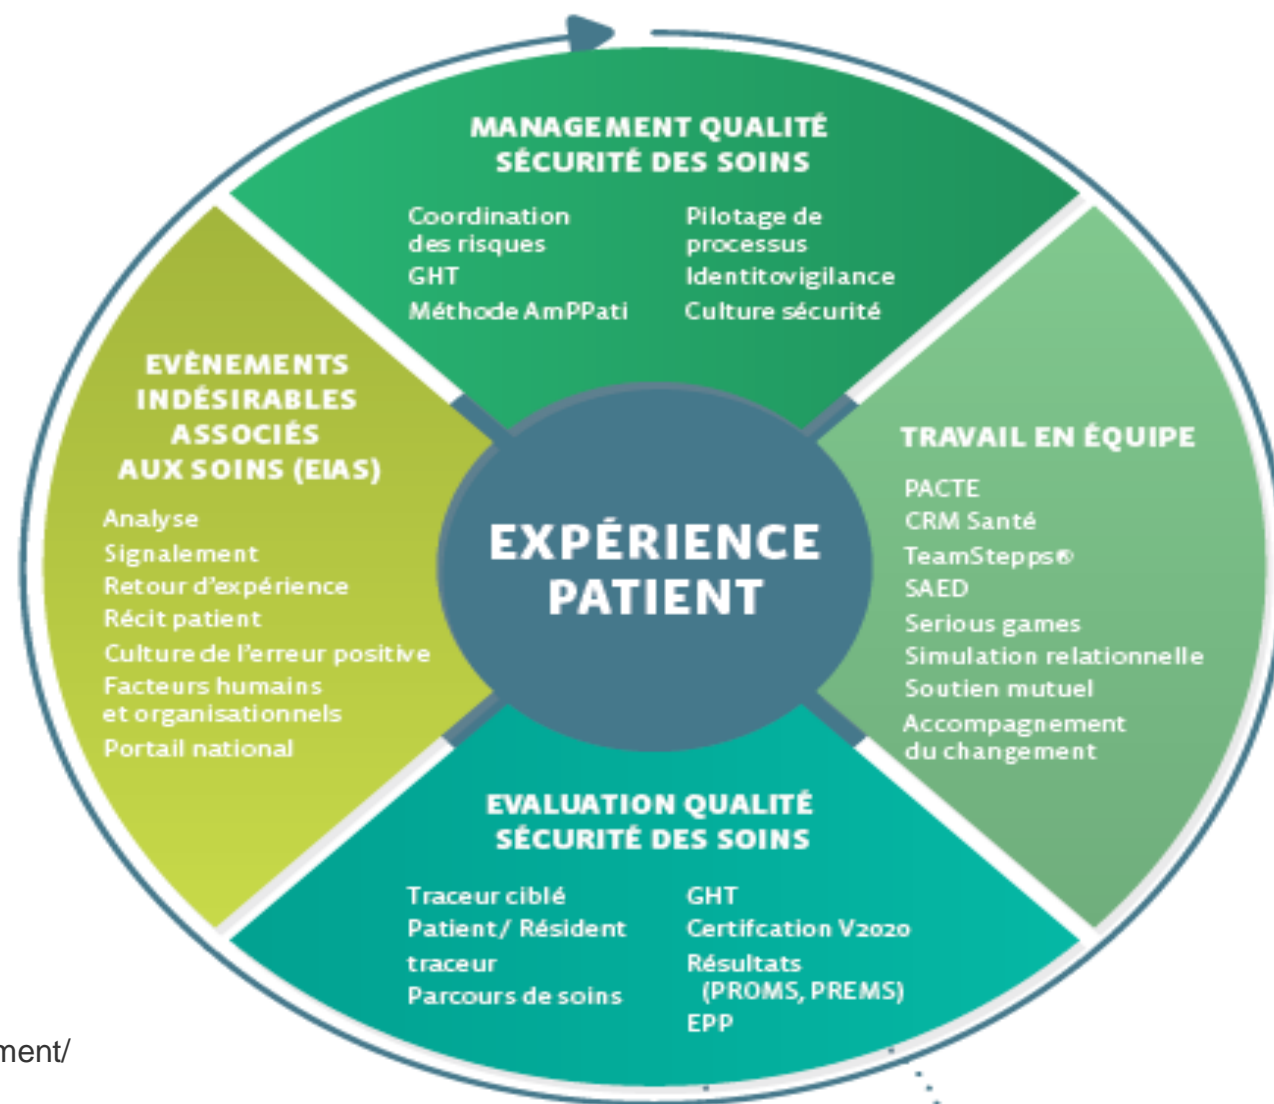 MANAGEMENT QUALITÉ
SÉCURITÉ DES SOINS
Coordination
des risques
GHT
Méthode AmPPati
Pilotage de
processus
Identitovigilance
Culture sécurité
EVÈNEMENTS
INDÉSIRABLES
ASSOCIÉS
AUX SOINS (EIAS)
Analyse
Signalement
Retour d'expérience
Récit patient
Culture de l'erreur positive
Facteurs humains
et organisationnels
Portail national
EXPÉRIENCE
PATIENT
TRAVAIL EN ÉQUIPE
PACTE
CRM Santé
TeamStepps®
SAED
Serious games
Simulation relationnelle
Soutien mutuel
Accompagnement
du changement
EVALUATION QUALITÉ
SÉCURITÉ DES SOINS
Traceur ciblé
Patient/ Résident
traceur
Parcours de soins
GHT
Certifcation V2020
Résultats
(PROMS, PREMS)
EPP
ment/